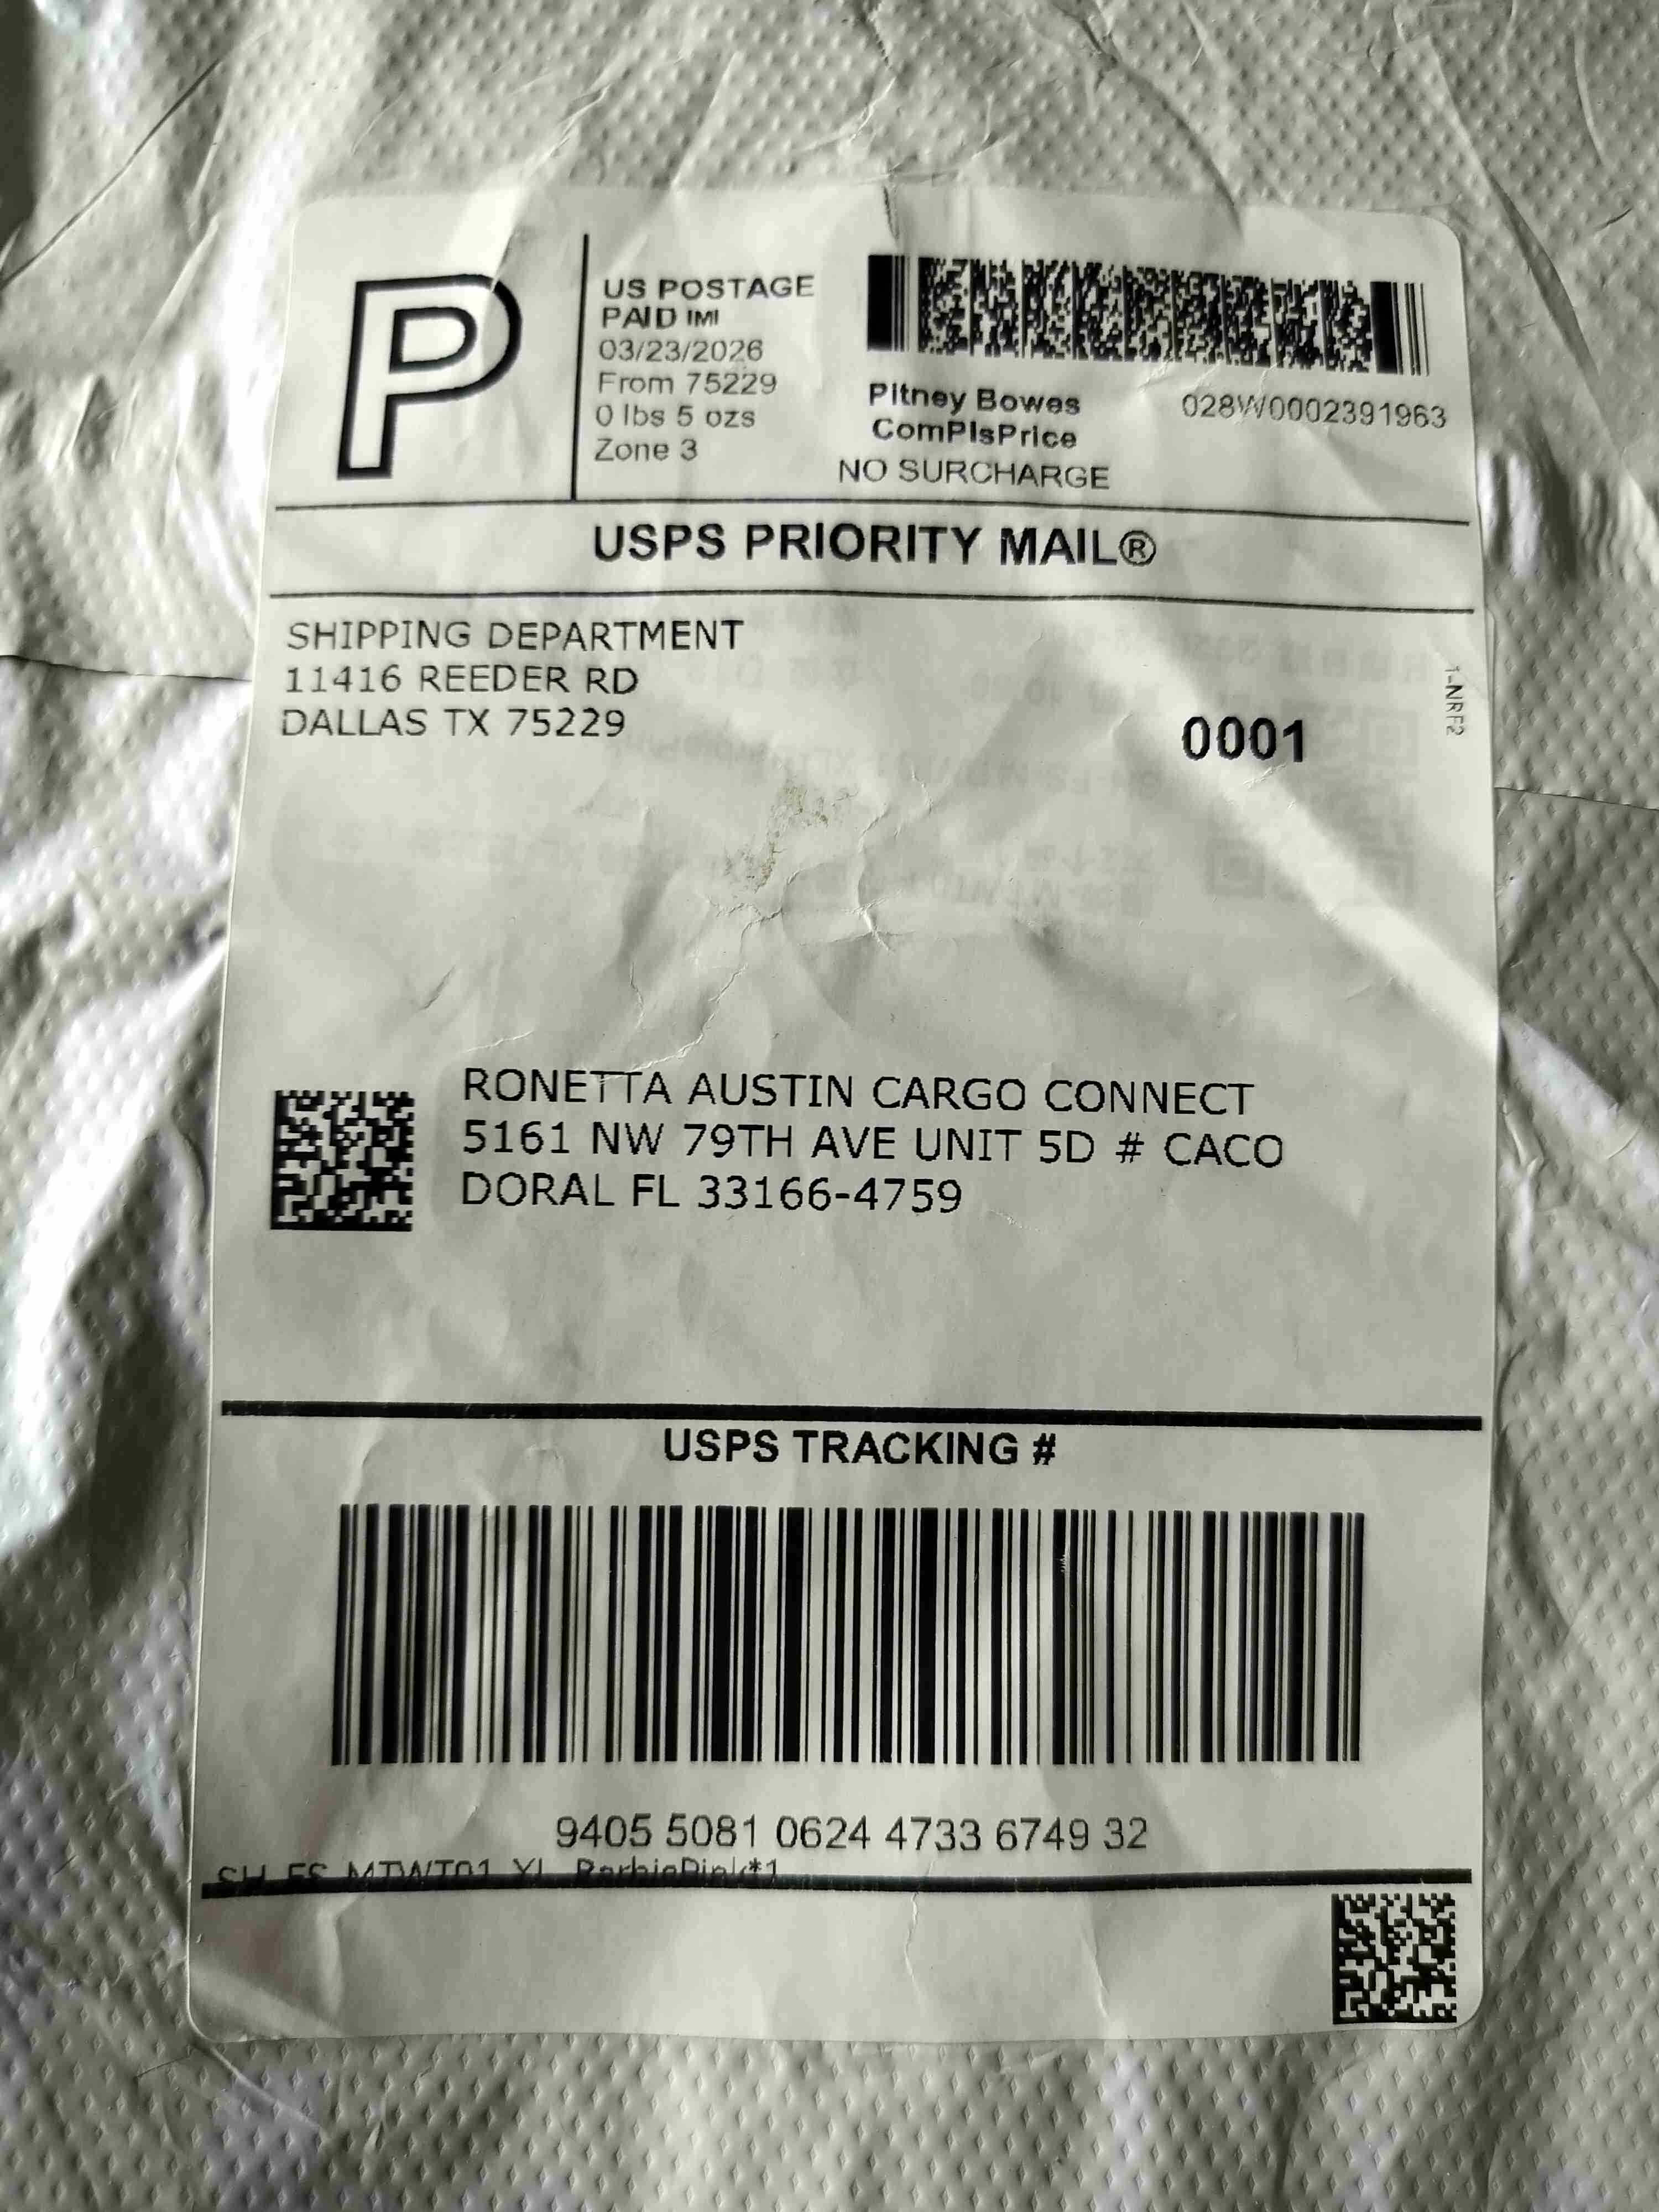 P
US POSTAGE
PAID IMI
03/23/2026
From 75229
0 lbs 5 ozs
Zone 3
Pitney Bowes
ComPlsPrice
NO SURCHARGE
028W0002391963
USPS PRIORITY MAIL®
SHIPPING DEPARTMENT
11416 REEDER RD
DALLAS TX 75229
0001
1-NRF2
RONETTA AUSTIN CARGO CONNECT
5161 NW 79TH AVE UNIT 5D # CACO
DORAL FL 33166-4759
USPS TRACKING #
9405 5081 0624 4733 6749 32
SH_FS_MTWT01_XL_BarbiePink*1